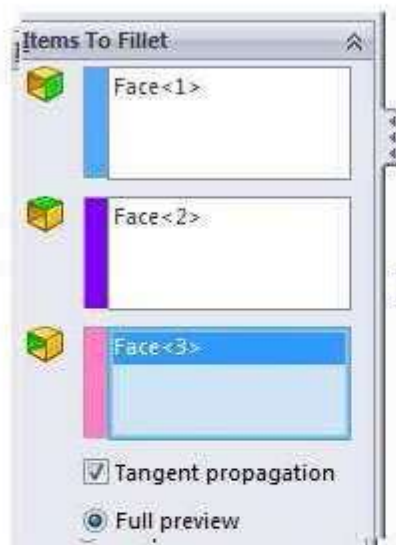 Items To Fillet
Face<1>
Face<2>
Face<3>
Tangent propagation
Full preview